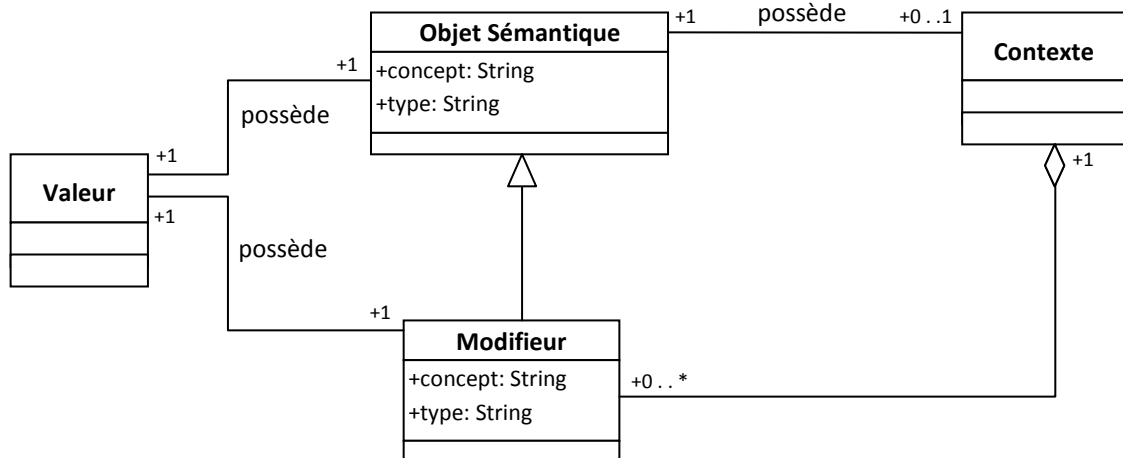 Objet Sémantique
+concept: String
+type: String
+1
possède
+0 . .1
Contexte
+1
+1
possède
+1
Valeur
+1
possède
+1
+1
Modifieur
+concept: String
+type: String
+0 . . *